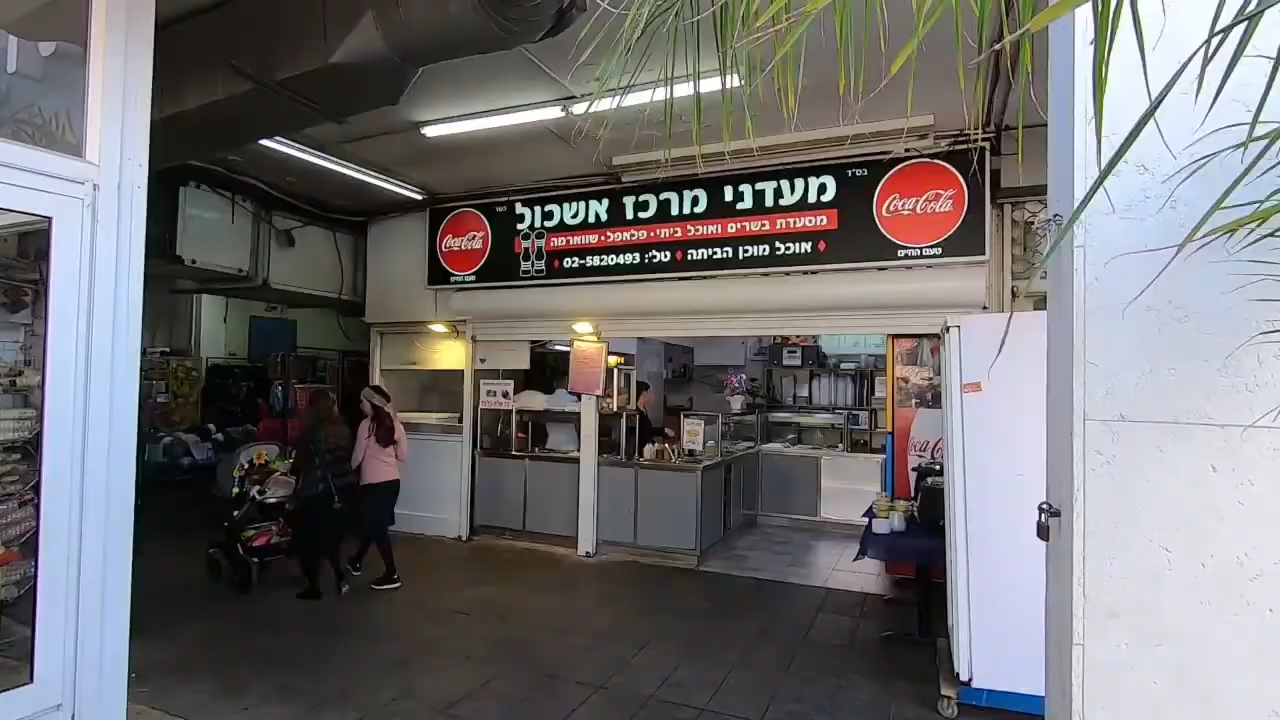 בס"ד
מעדני מרכז אשכול
כשר
מסעדת בשרים ואוכל ביתי · פלאפל · שווארמה
♦ אוכל מוכן הביתה ♦ טל': 02-5820493 ♦
Coca-Cola
טעם החיים
Coca-Cola
טעם החיים
Coca-C